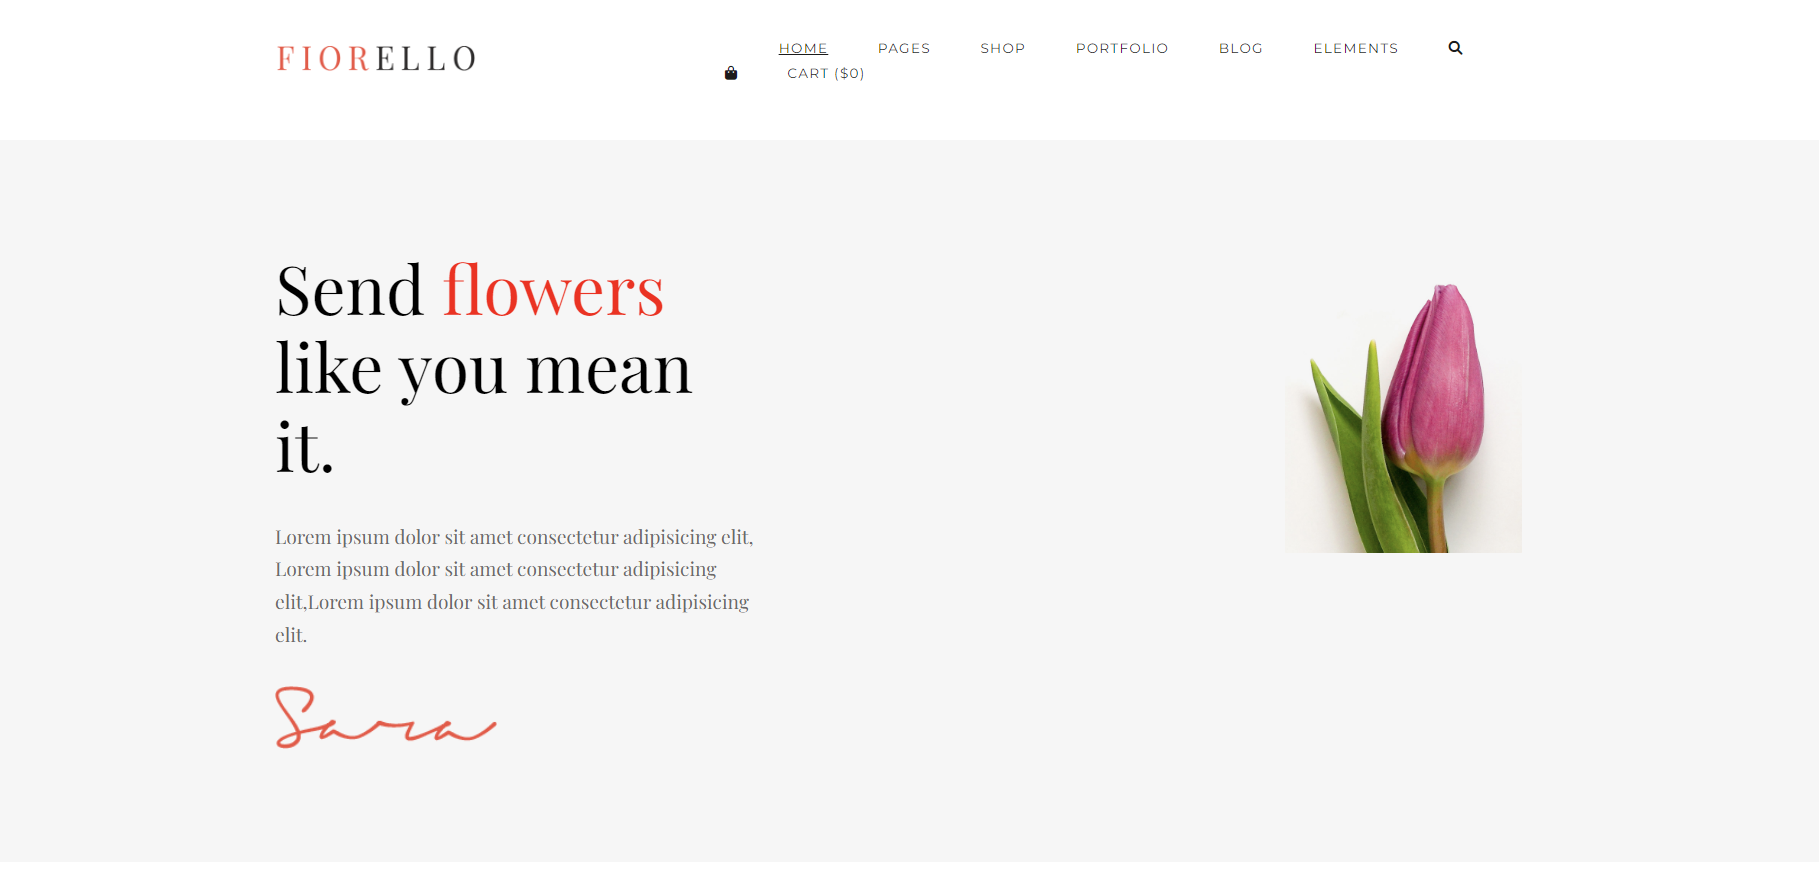 FIORELLO
HOME PAGES SHOP PORTFOLIO BLOG ELEMENTS
CART ($0)
Send flowers
like you mean
it.
Lorem ipsum dolor sit amet consectetur adipisicing elit,
Lorem ipsum dolor sit amet consectetur adipisicing
elit,Lorem ipsum dolor sit amet consectetur adipisicing
elit.
Sara